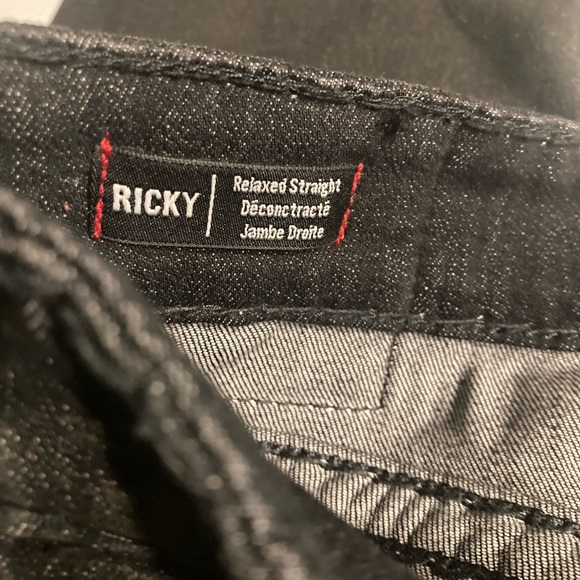 RICKY
Relaxed Straight
Déconctracté
Jambe Droite